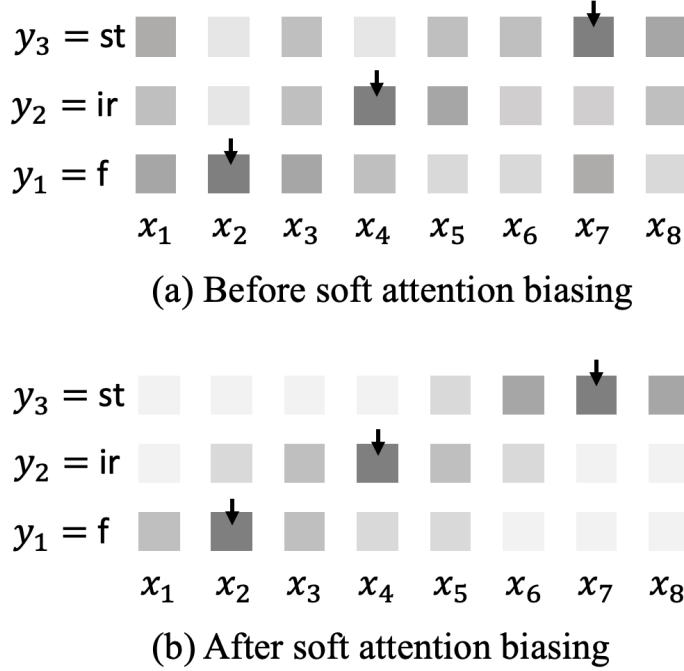 y₃ = st
y₂ = ir
y₁ = f
x₁ x₂ x₃ x₄ x₅ x₆ x₇ x₈
(a) Before soft attention biasing
y₃ = st
y₂ = ir
y₁ = f
x₁ x₂ x₃ x₄ x₅ x₆ x₇ x₈
(b) After soft attention biasing